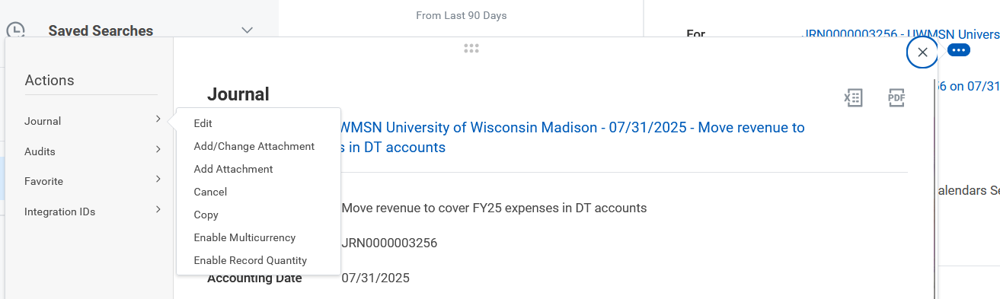 From Last 90 Days
Saved Searches
For
JRN0000003256 - UWMSN Univers
Actions
Journal
Audits
Favorite
Integration IDs
Edit
Add/Change Attachment
Add Attachment
Cancel
Copy
Enable Multicurrency
Enable Record Quantity
Journal
PDF
WMSN University of Wisconsin Madison - 07/31/2025 - Move revenue to
s in DT accounts
Move revenue to cover FY25 expenses in DT accounts
JRN0000003256
Accounting Date
07/31/2025
6 on 07/31
alendars Se